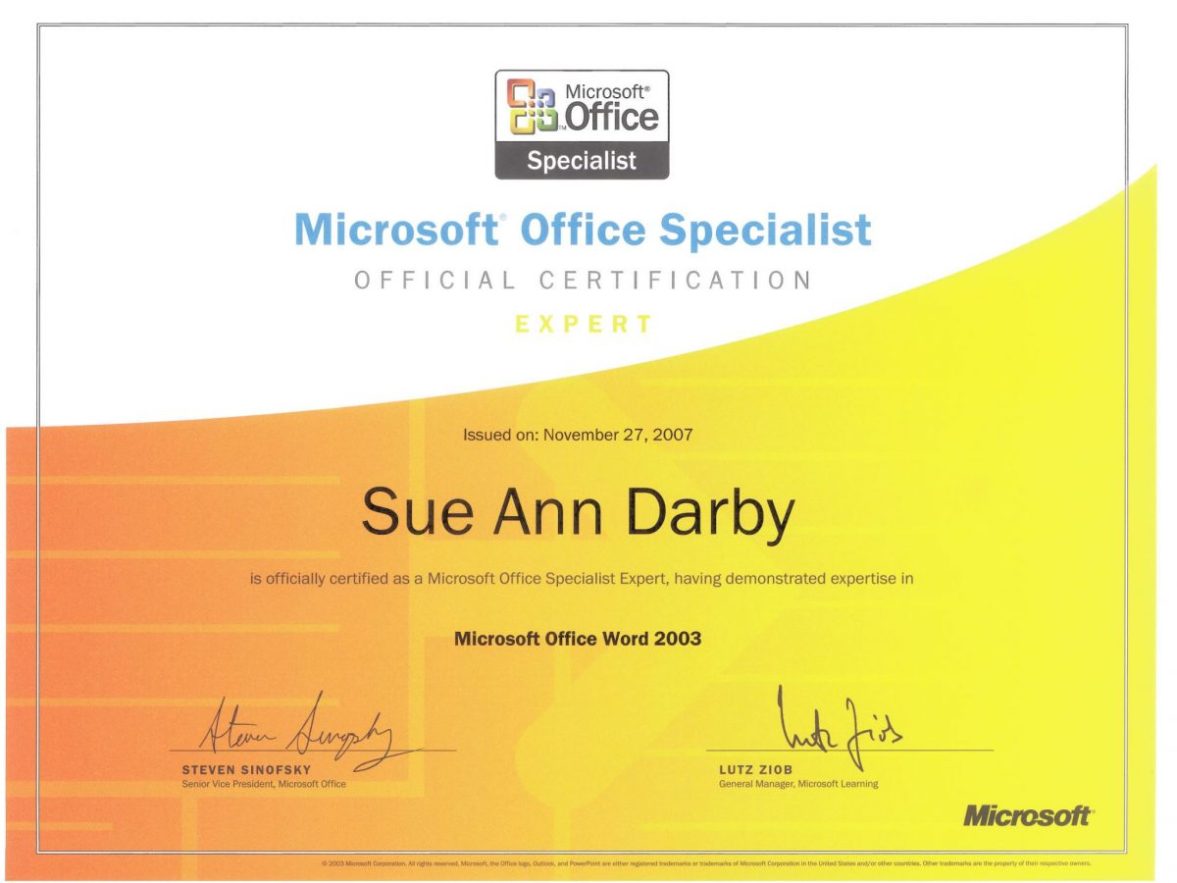 Microsoft®
Office
Specialist
Microsoft® Office Specialist
OFFICIAL CERTIFICATION
EXPERT
Issued on: November 27, 2007
Sue Ann Darby
is officially certified as a Microsoft Office Specialist Expert, having demonstrated expertise in
Microsoft Office Word 2003
Steven Sinofsky
Lutz Ziob
STEVEN SINOFSKY
LUTZ ZIOB
Senior Vice President, Microsoft Office
General Manager, Microsoft Learning
Microsoft®
© 2003 Microsoft Corporation. All rights reserved. Microsoft, the Office logo, Outlook, and PowerPoint are either registered trademarks or trademarks of Microsoft Corporation in the United States and/or other countries. Other trademarks are the property of their respective owners.